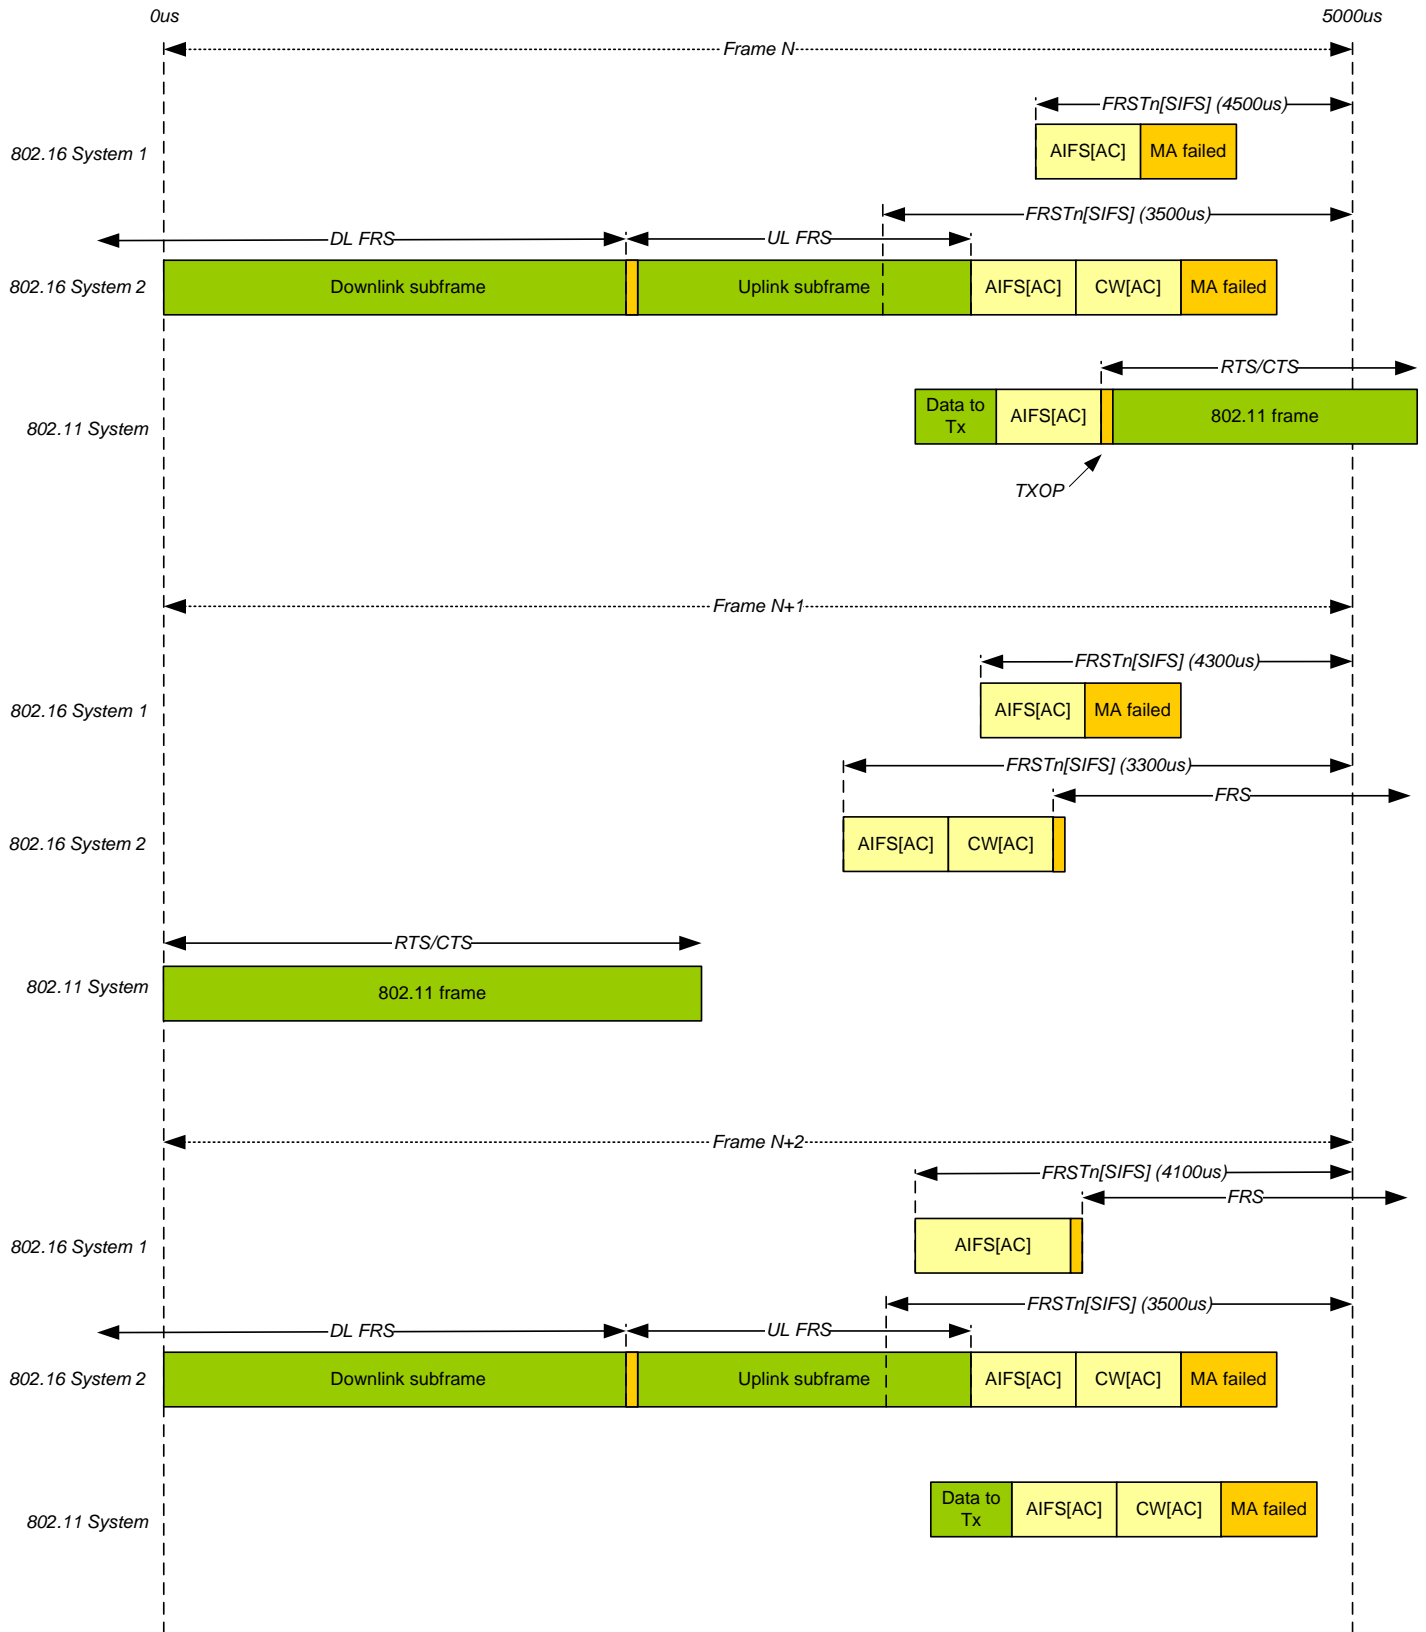 0us
5000us
Frame N
FRSTn[SIFS] (4500us)
802.16 System 1
AIFS[AC]
MA failed
FRSTn[SIFS] (3500us)
DL FRS
UL FRS
802.16 System 2
Downlink subframe
Uplink subframe
AIFS[AC]
CW[AC]
MA failed
RTS/CTS
802.11 System
Data to
Tx
AIFS[AC]
802.11 frame
TXOP
Frame N+1
FRSTn[SIFS] (4300us)
802.16 System 1
AIFS[AC]
MA failed
FRSTn[SIFS] (3300us)
FRS
802.16 System 2
AIFS[AC]
CW[AC]
RTS/CTS
802.11 System
802.11 frame
Frame N+2
FRSTn[SIFS] (4100us)
FRS
802.16 System 1
AIFS[AC]
FRSTn[SIFS] (3500us)
DL FRS
UL FRS
802.16 System 2
Downlink subframe
Uplink subframe
AIFS[AC]
CW[AC]
MA failed
802.11 System
Data to
Tx
AIFS[AC]
CW[AC]
MA failed